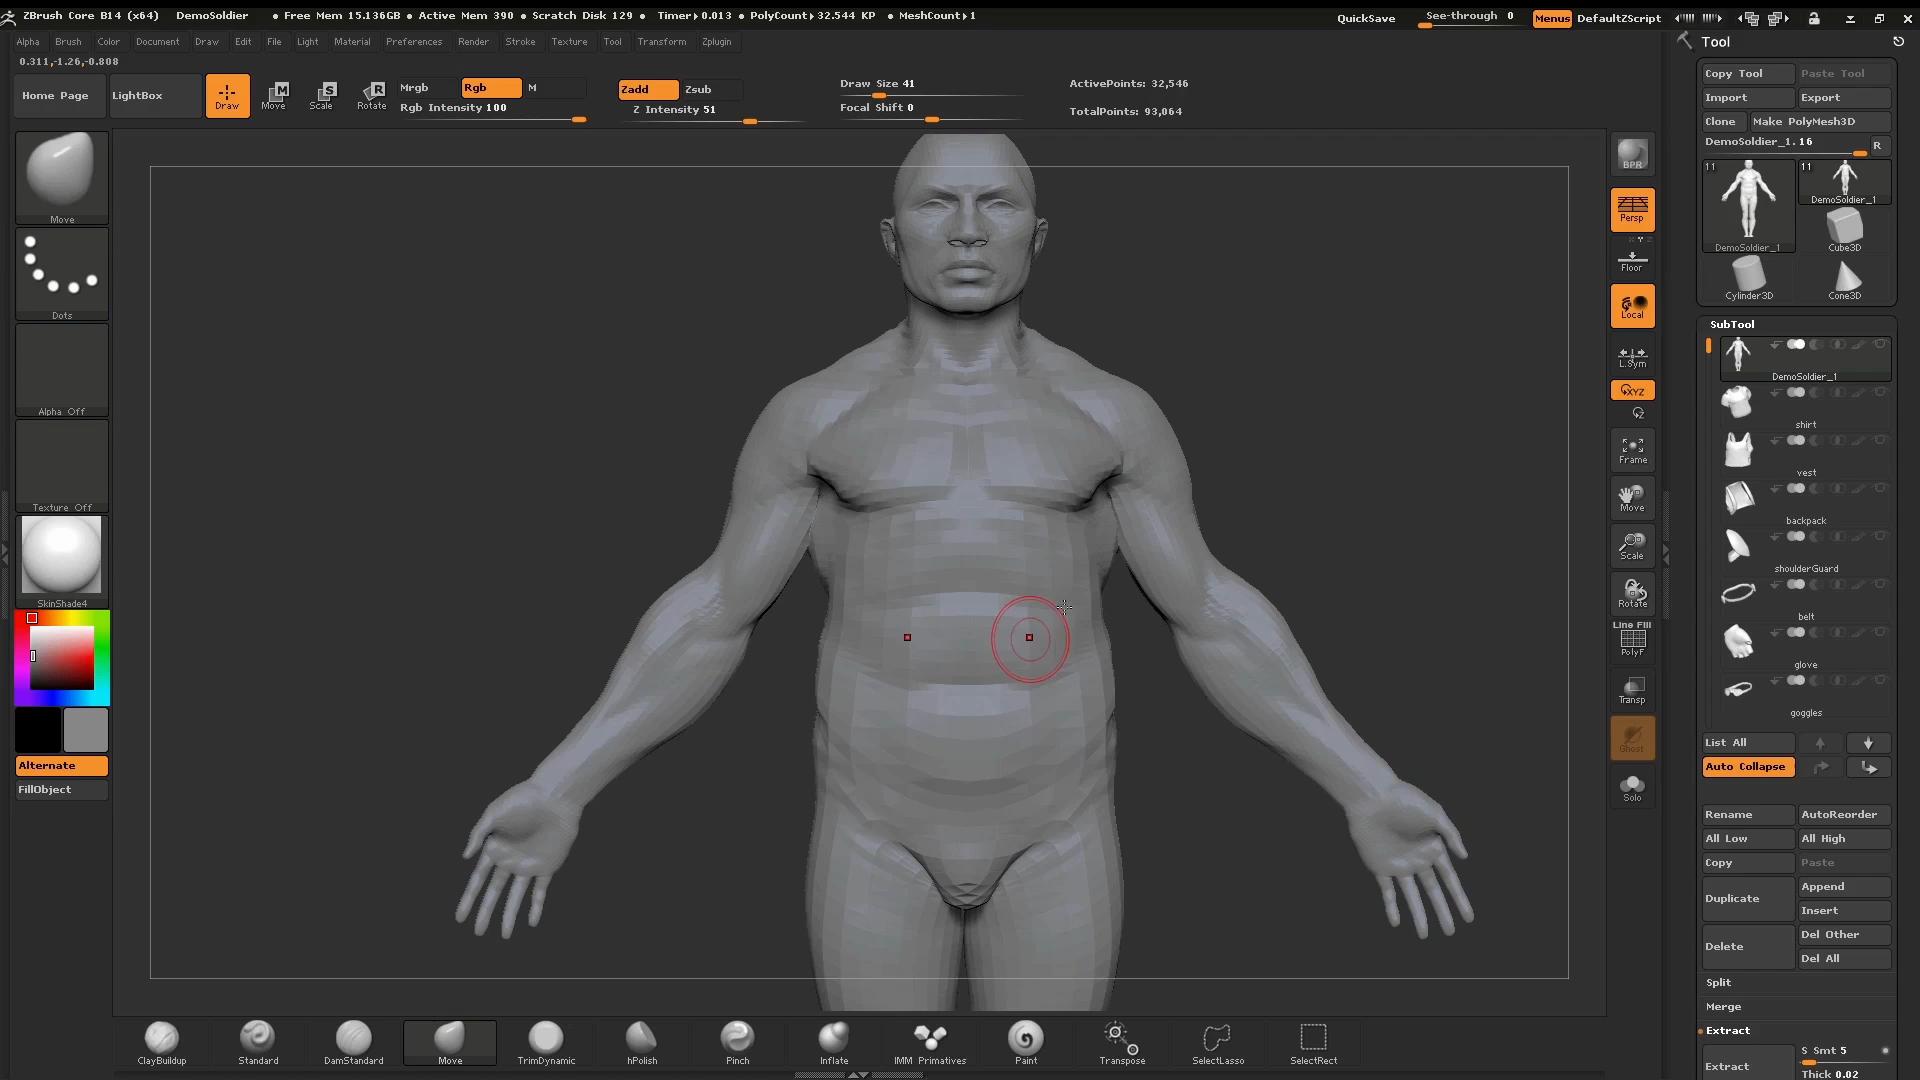 ZBrush Core B14 (x64) DemoSoldier • Free Mem 15.136GB • Active Mem 390 • Scratch Disk 129 • Timer▸0.013 • PolyCount▸32.544 KP • MeshCount▸1 QuickSave See-through 0 Menus DefaultZScript
Alpha Brush Color Document Draw Edit File Light Material Preferences Render Stroke Texture Tool Transform Zplugin
0.311,-1.26,-0.808
Home Page LightBox Draw Move Scale Rotate Mrgb Rgb M
Rgb Intensity 100
Zadd Zsub
Z Intensity 51
Draw Size 41
Focal Shift 0
ActivePoints: 32,546
TotalPoints: 93,064
Move
Dots
Alpha Off
Texture Off
SkinShade4
Alternate
FillObject
BPR
Persp
Floor
Local
L.Sym
XYZ
Frame
Move
Scale
Rotate
Line Fill
PolyF
Transp
Ghost
Solo
Tool
Copy Tool Paste Tool
Import Export
Clone Make PolyMesh3D
DemoSoldier_1. 16 R
11 11
DemoSoldier_1
DemoSoldier_1 Cube3D
Cylinder3D Cone3D
SubTool
DemoSoldier_1
shirt
vest
backpack
shoulderGuard
belt
glove
goggles
List All
Auto Collapse
Rename AutoReorder
All Low All High
Copy Paste
Duplicate Append
Insert
Delete Del Other
Del All
Split
Merge
Extract
Extract S Smt 5
Thick 0.02
ClayBuildup Standard DamStandard Move TrimDynamic hPolish Pinch Inflate IMM Primitives Paint Transpose SelectLasso SelectRect